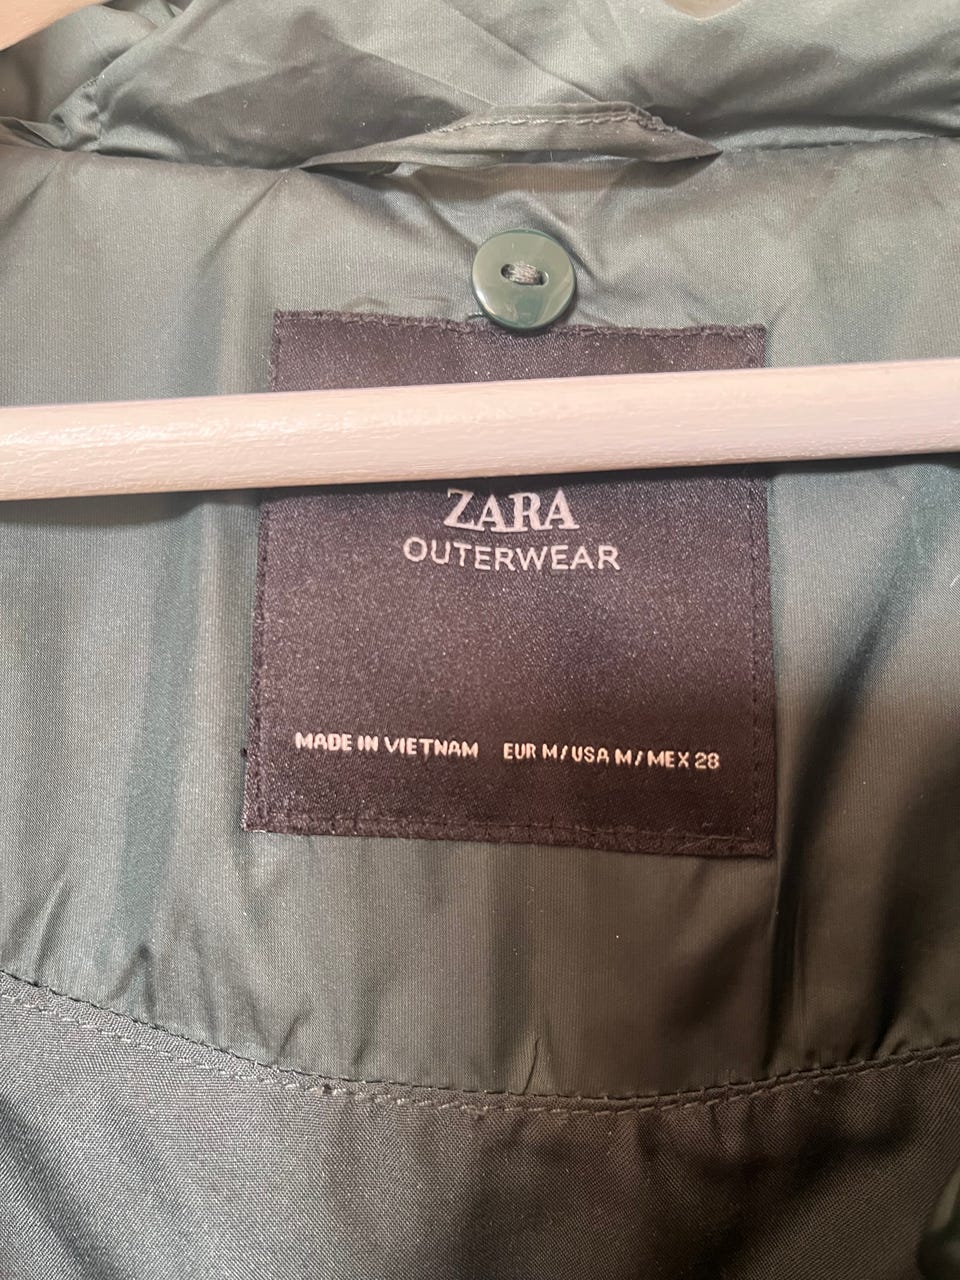 ZARA
OUTERWEAR
MADE IN VIETNAM EUR M/USA M/MEX 28